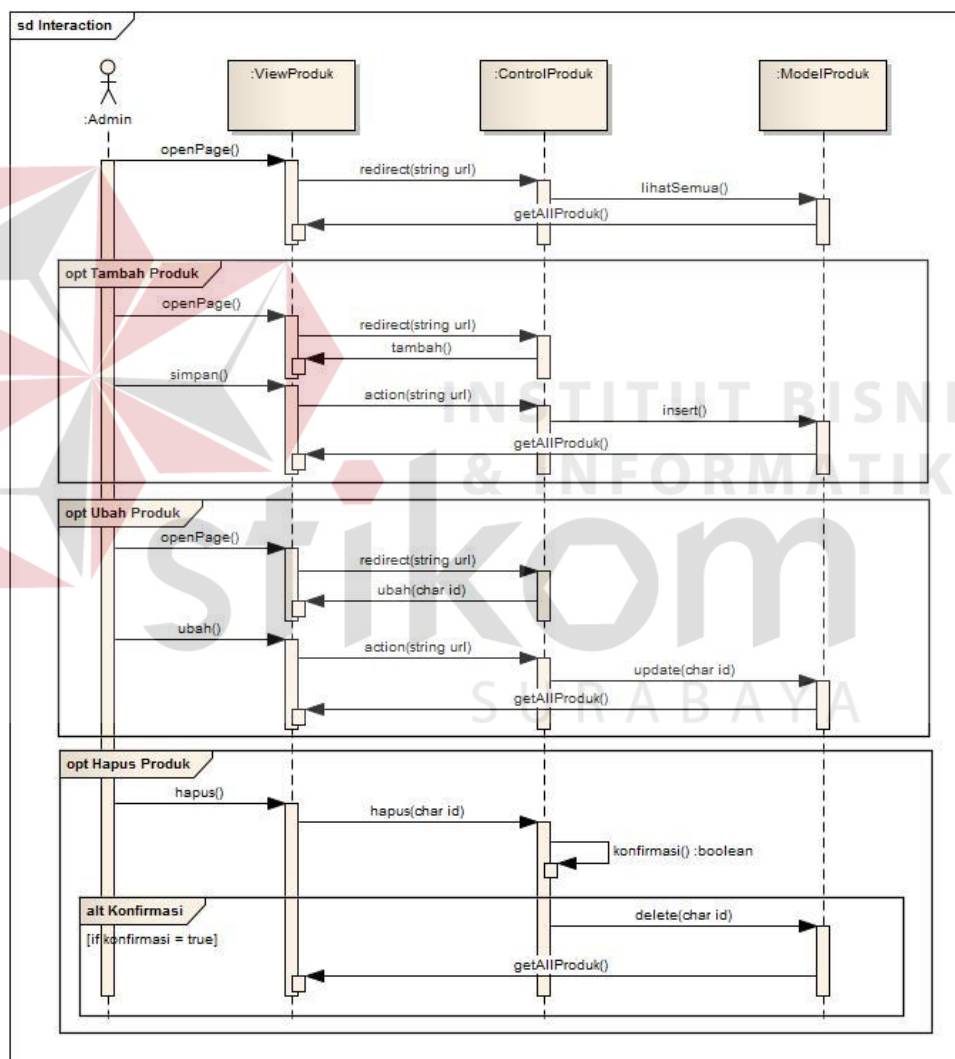 sd Interaction
:Admin
:ViewProduk
:ControlProduk
:ModelProduk
openPage()
redirect(string url)
lihatSemua()
getAllProduk()
opt Tambah Produk
openPage()
redirect(string url)
tambah()
simpan()
action(string url)
insert()
getAllProduk()
opt Ubah Produk
openPage()
redirect(string url)
ubah(char id)
ubah()
action(string url)
update(char id)
getAllProduk()
opt Hapus Produk
hapus()
hapus(char id)
konfirmasi() :boolean
alt Konfirmasi
[if konfirmasi = true]
delete(char id)
getAllProduk()
INSTITUT BISNI
& INFORMATIK
stikom
SURABAYA